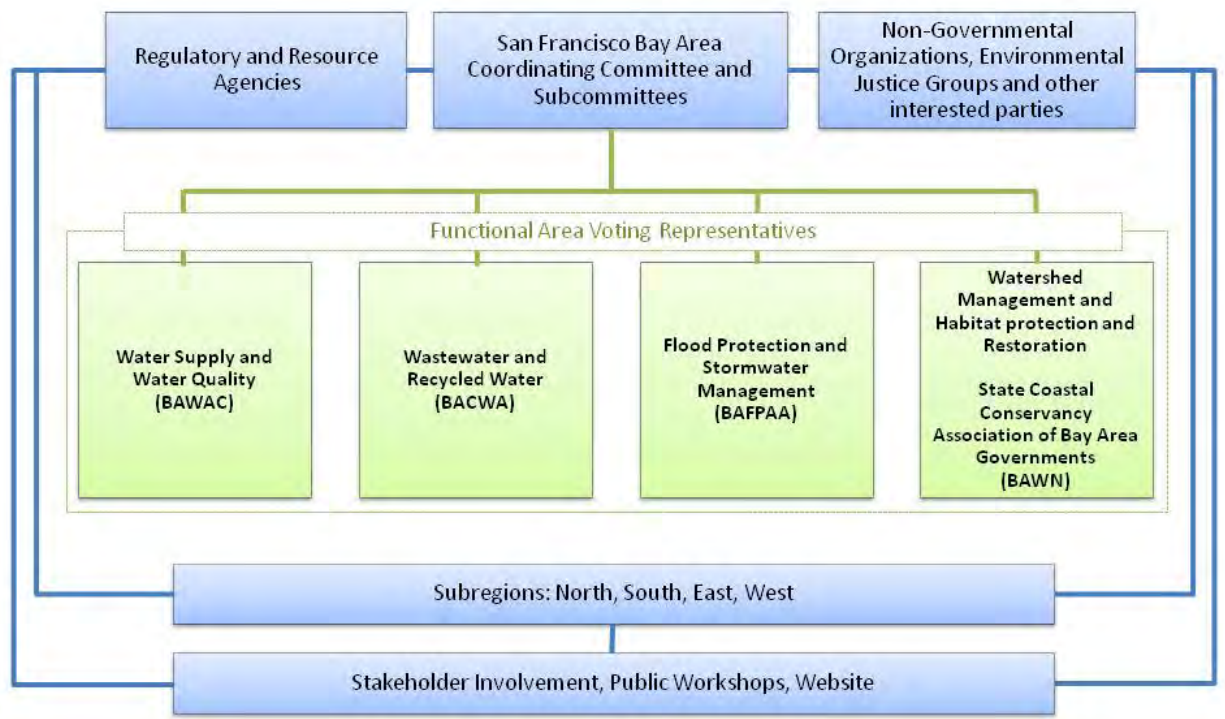 Regulatory and Resource
Agencies
San Francisco Bay Area
Coordinating Committee and
Subcommittees
Non-Governmental
Organizations, Environmental
Justice Groups and other
interested parties
Functional Area Voting Representatives
Water Supply and
Water Quality
(BAWAC)
Wastewater and
Recycled Water
(BACWA)
Flood Protection and
Stormwater
Management
(BAFPAA)
Watershed
Management and
Habitat protection and
Restoration
State Coastal
Conservancy
Association of Bay Area
Governments
(BAWN)
Subregions: North, South, East, West
Stakeholder Involvement, Public Workshops, Website